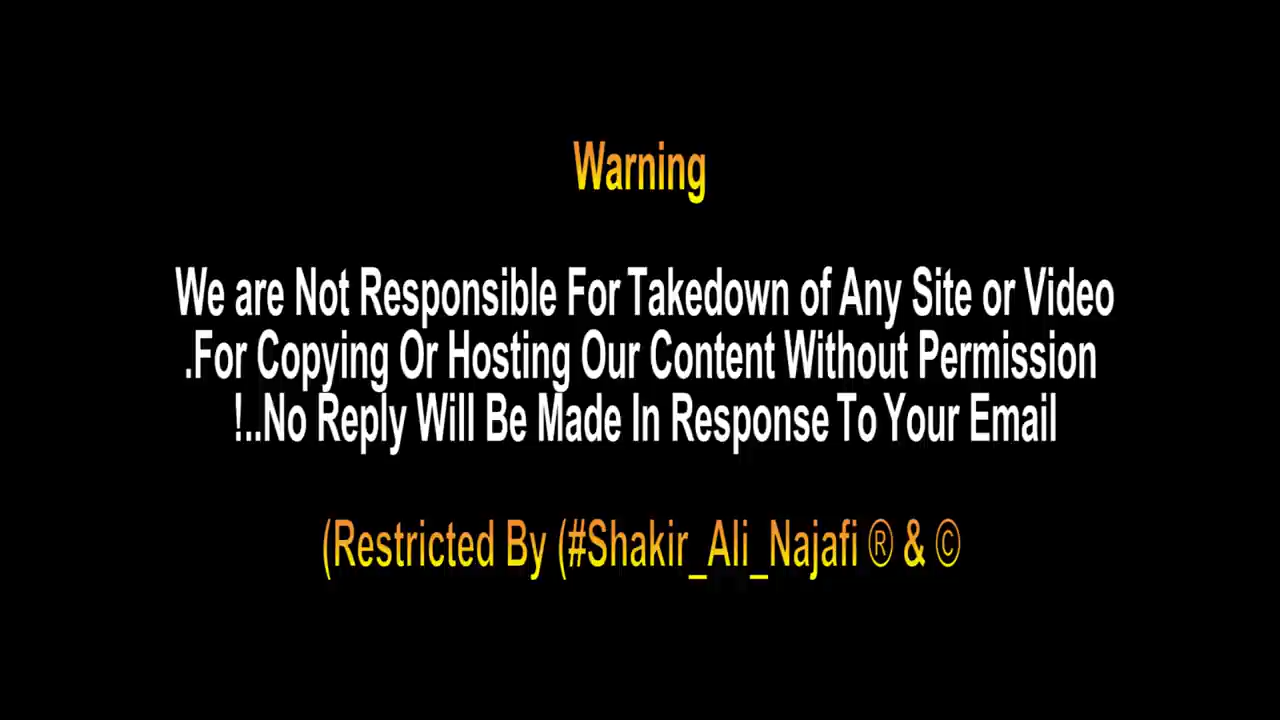 Warning
We are Not Responsible For Takedown of Any Site or Video
.For Copying Or Hosting Our Content Without Permission
!..No Reply Will Be Made In Response To Your Email
(Restricted By (#Shakir_Ali_Najafi ® & ©